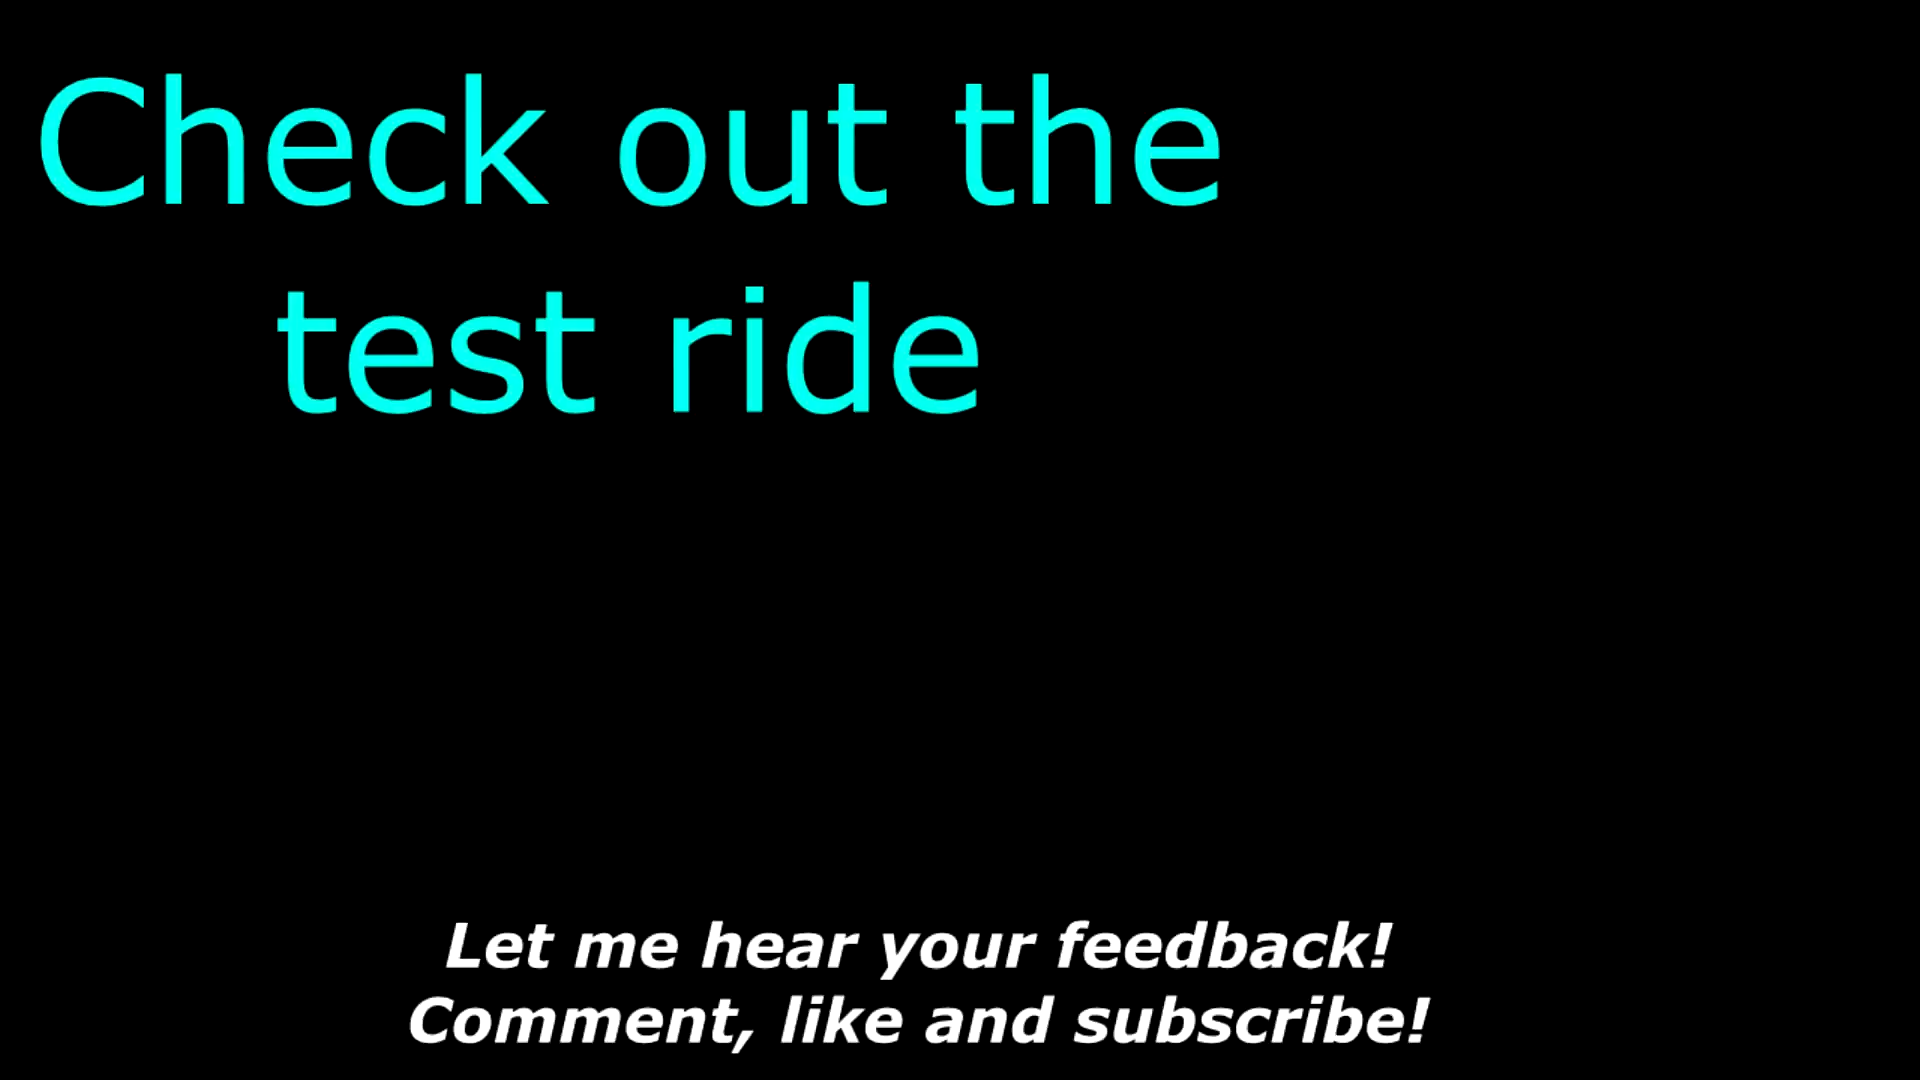 Check out the
test ride
Let me hear your feedback!
Comment, like and subscribe!